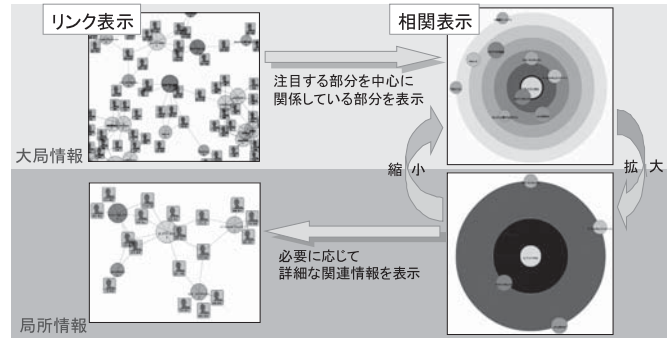 リンク表示
相関表示
注目する部分を中心に
関係している部分を表示
大局情報
縮 小
拡 大
必要に応じて
詳細な関連情報を表示
局所情報